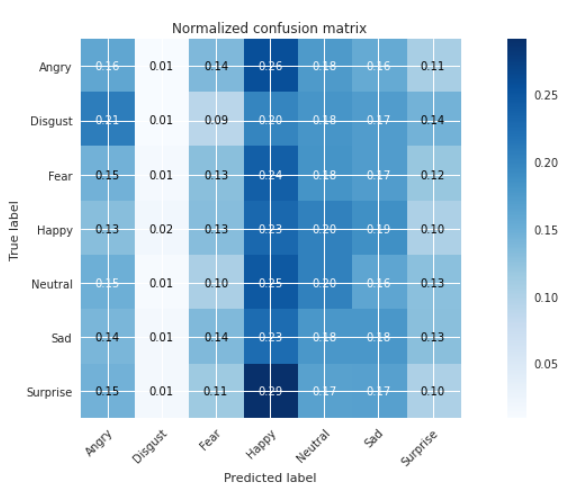 Normalized confusion matrix
Angry 0.16 0.01 0.14 0.26 0.18 0.16 0.11
Disgust 0.21 0.01 0.09 0.20 0.18 0.17 0.14
Fear 0.15 0.01 0.13 0.24 0.18 0.17 0.12
Happy 0.13 0.02 0.13 0.23 0.20 0.19 0.10
Neutral 0.15 0.01 0.10 0.25 0.20 0.16 0.13
Sad 0.14 0.01 0.14 0.23 0.18 0.18 0.13
Surprise 0.15 0.01 0.11 0.29 0.17 0.17 0.10
Angry Disgust Fear Happy Neutral Sad Surprise
Predicted label
True label
0.25
0.20
0.15
0.10
0.05